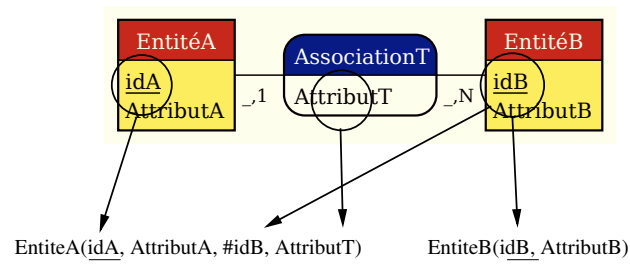 EntitéA
AssociationT
EntitéB
idA
AttributA
_,1
AttributT
_,N
idB
AttributB
EntiteA(idA, AttributA, #idB, AttributT)
EntiteB(idB, AttributB)